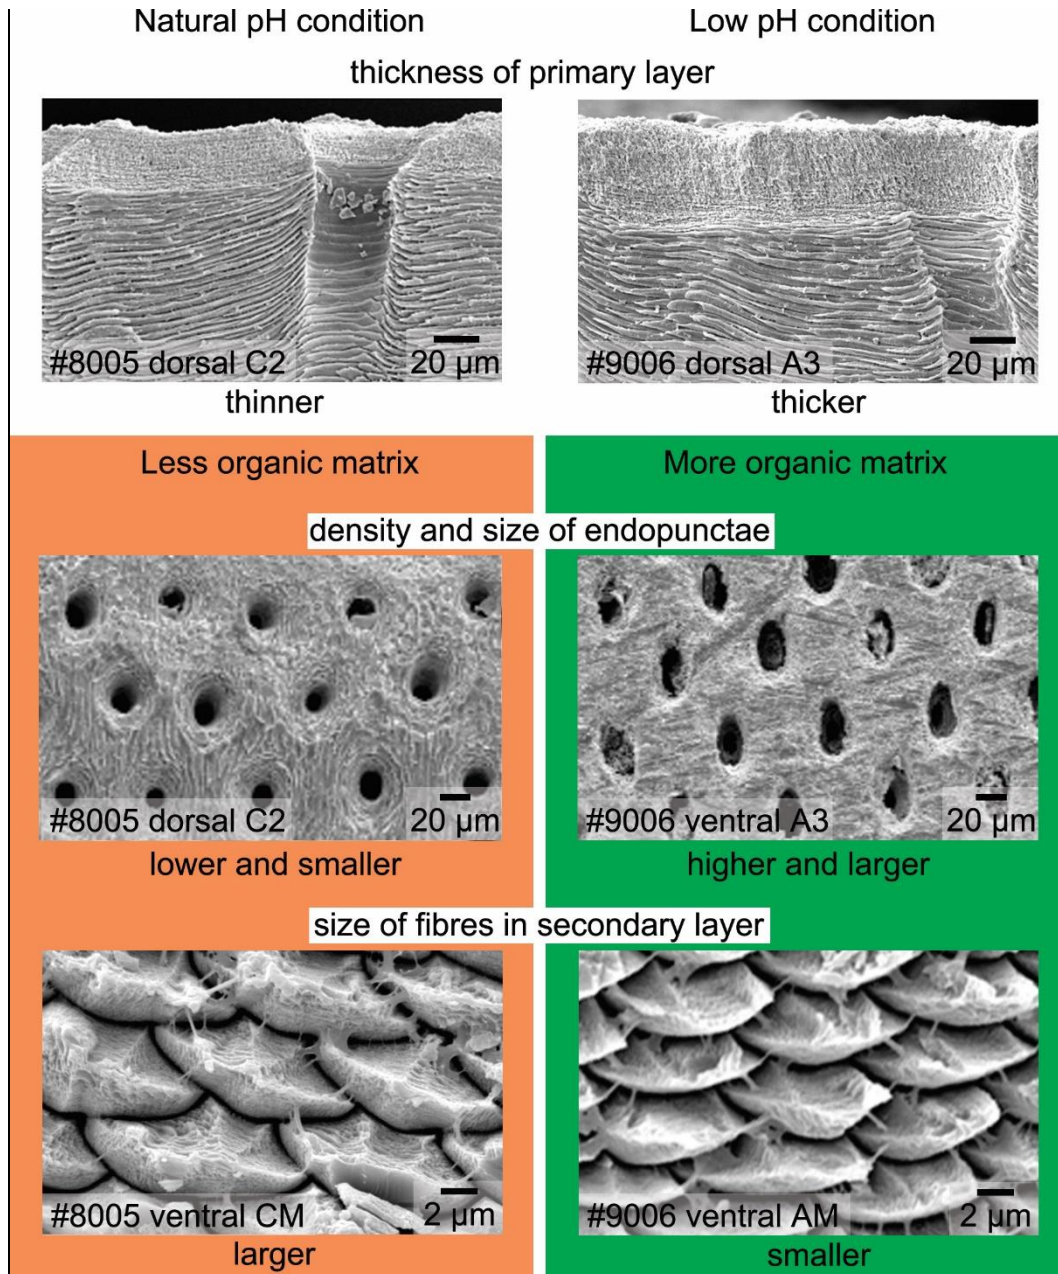 Natural pH condition
Low pH condition
thickness of primary layer
#8005 dorsal C2
20 µm
#9006 dorsal A3
20 µm
thinner
thicker
Less organic matrix
More organic matrix
density and size of endopunctae
#8005 dorsal C2
20 µm
#9006 ventral A3
20 µm
lower and smaller
higher and larger
size of fibres in secondary layer
#8005 ventral CM
2 µm
#9006 ventral AM
2 µm
larger
smaller